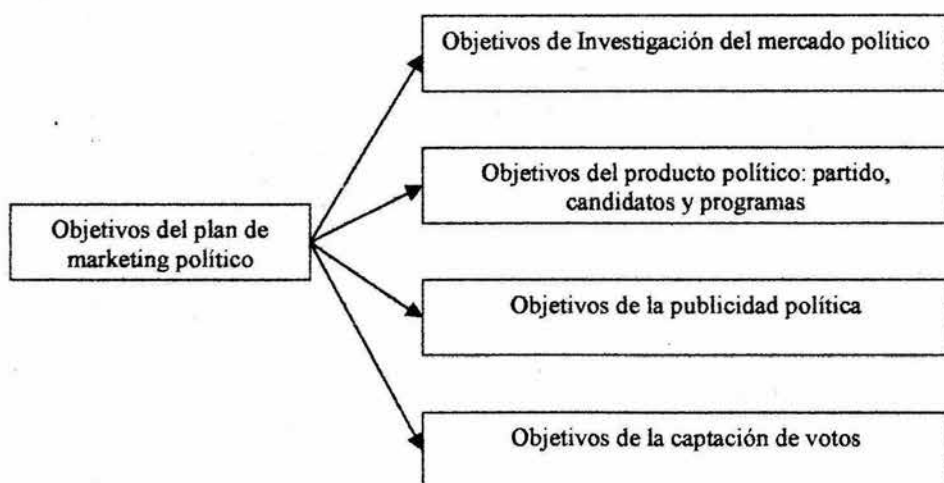 Objetivos de Investigación del mercado político
Objetivos del producto político: partido,
candidatos y programas
Objetivos del plan de
marketing político
Objetivos de la publicidad política
Objetivos de la captación de votos